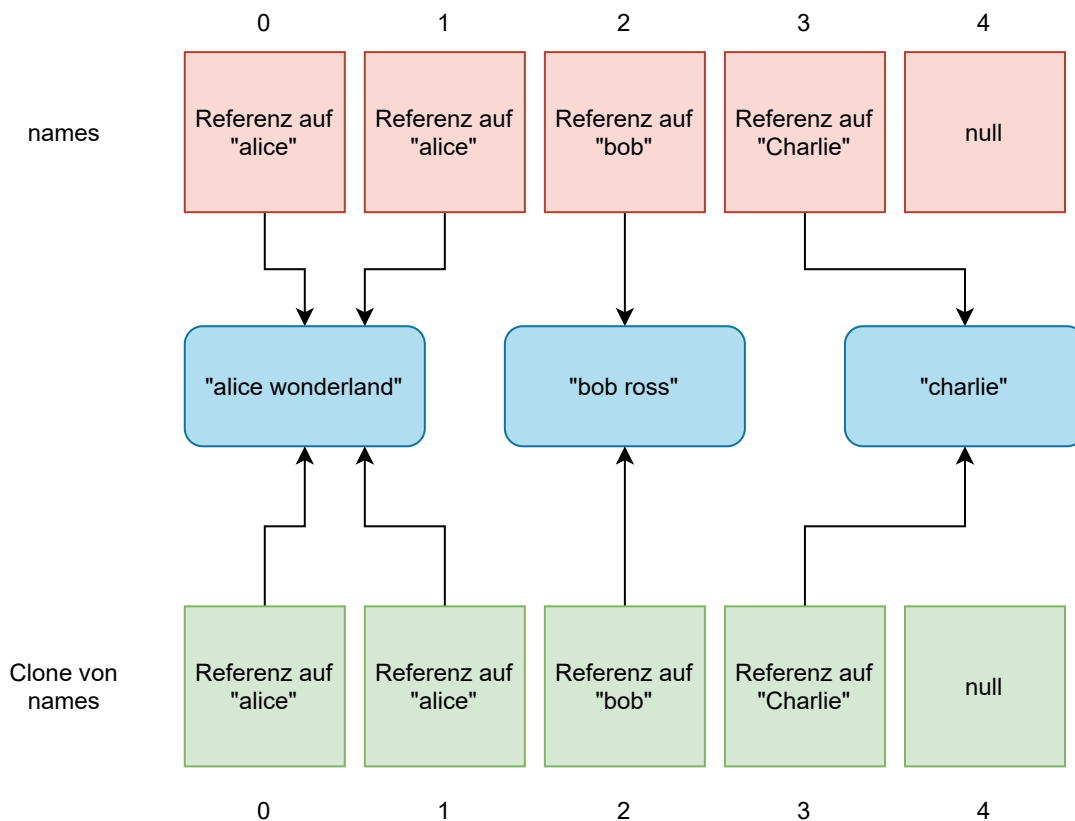 0 1 2 3 4
names
Referenz auf
"alice"
Referenz auf
"alice"
Referenz auf
"bob"
Referenz auf
"Charlie"
null
"alice wonderland"
"bob ross"
"charlie"
Clone von
names
Referenz auf
"alice"
Referenz auf
"alice"
Referenz auf
"bob"
Referenz auf
"Charlie"
null
0 1 2 3 4